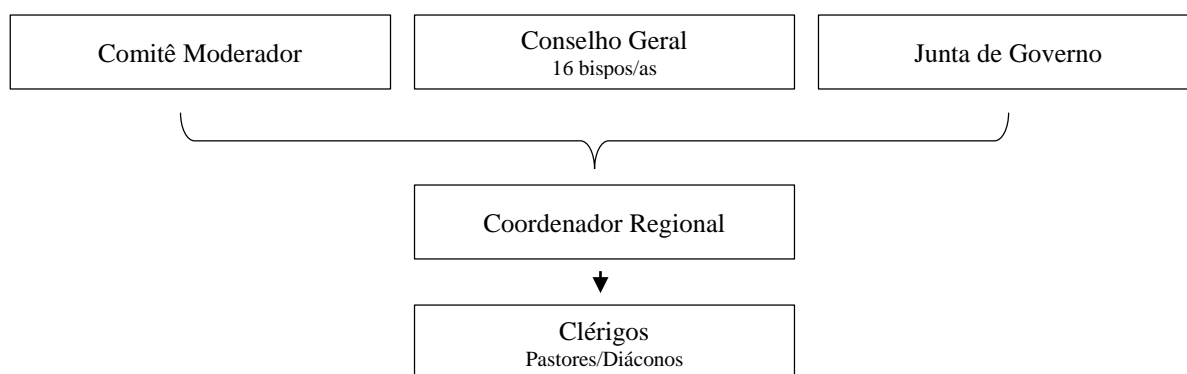 Comitê Moderador
Conselho Geral
16 bispos/as
Junta de Governo
Coordenador Regional
Clérigos
Pastores/Diáconos